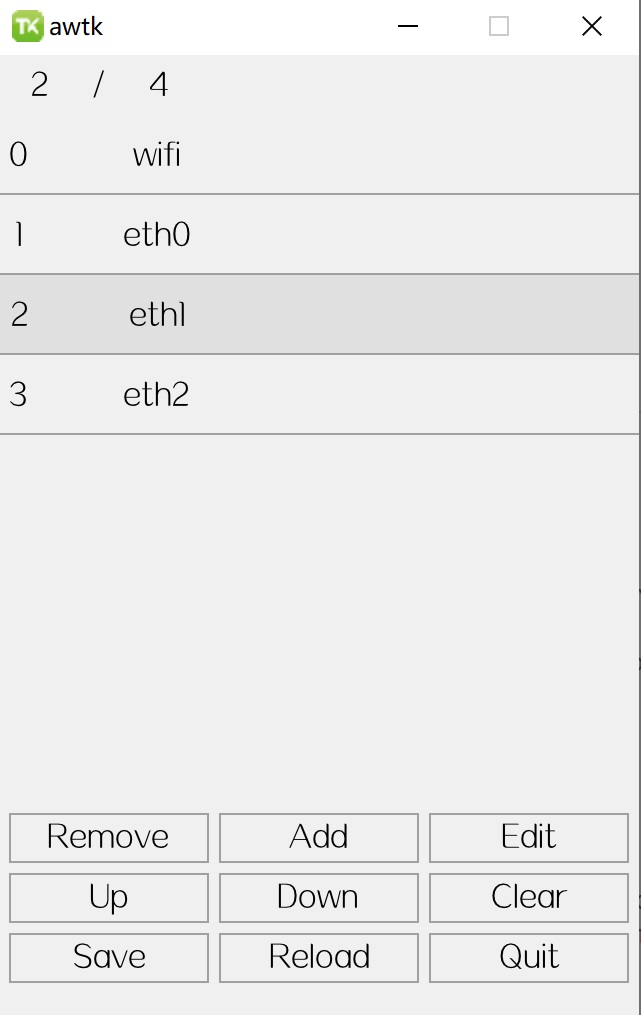 TK awtk
2 / 4
0 wifi
1 eth0
2 eth1
3 eth2
Remove Add Edit
Up Down Clear
Save Reload Quit